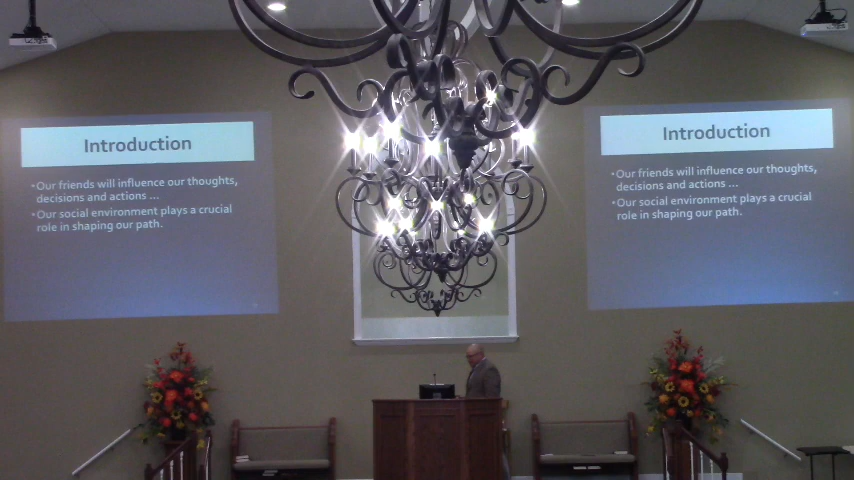 Introduction
•Our friends will influence our thoughts,
decisions and actions ...
•Our social environment plays a crucial
role in shaping our path.
Introduction
•Our friends will influence our thoughts,
decisions and actions ...
•Our social environment plays a crucial
role in shaping our path.